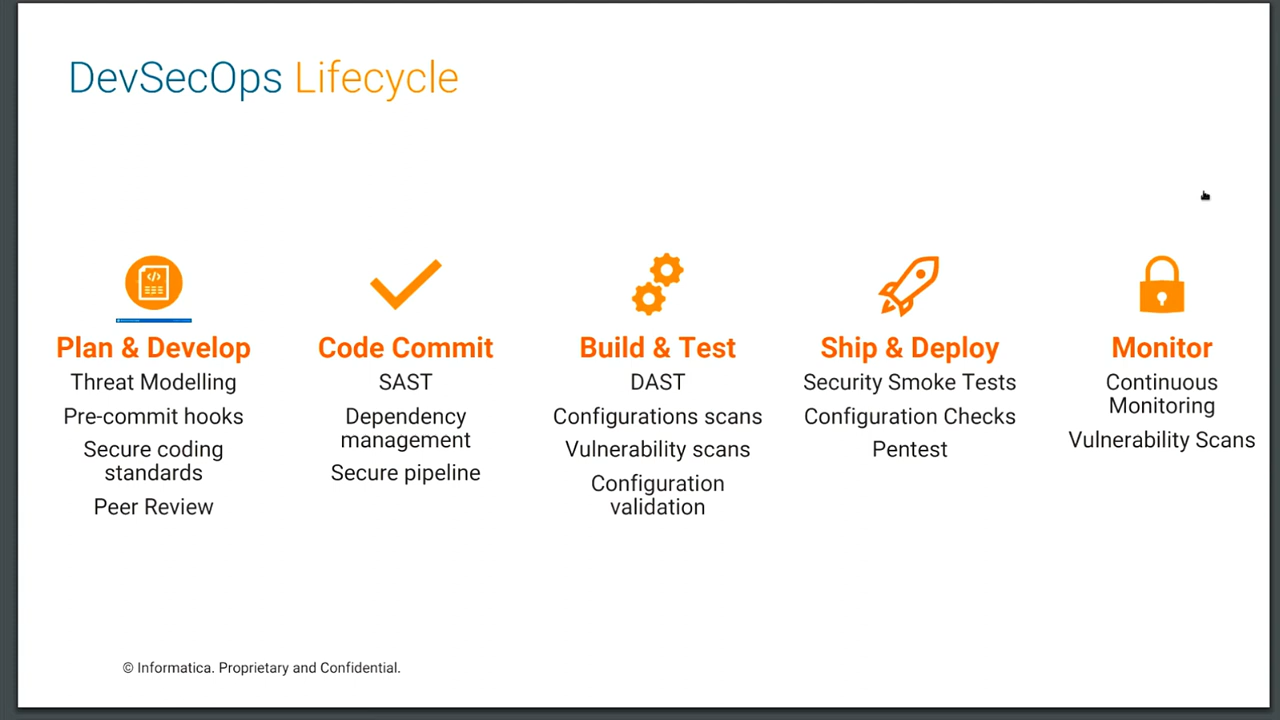 DevSecOps Lifecycle
Plan & Develop
Threat Modelling
Pre-commit hooks
Secure coding
standards
Peer Review
Code Commit
SAST
Dependency
management
Secure pipeline
Build & Test
DAST
Configurations scans
Vulnerability scans
Configuration
validation
Ship & Deploy
Security Smoke Tests
Configuration Checks
Pentest
Monitor
Continuous
Monitoring
Vulnerability Scans
© Informatica. Proprietary and Confidential.